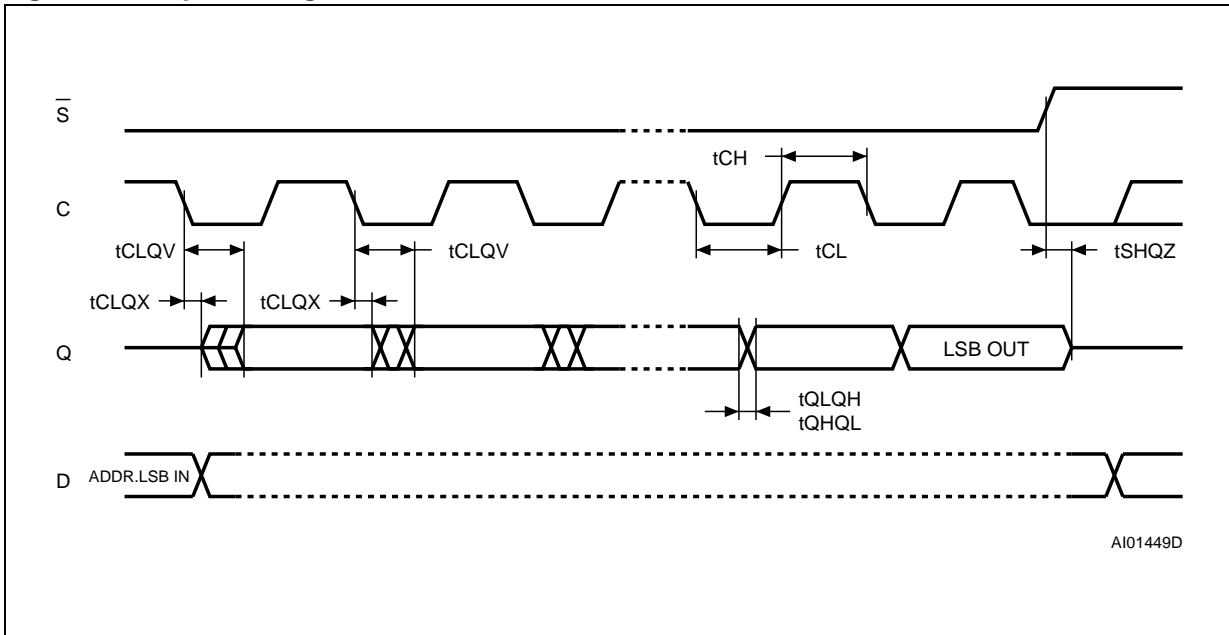 S
tCH
C
tCLQV
tCLQV
tCL
tSHQZ
tCLQX
tCLQX
Q
LSB OUT
tQLQH
tQHQL
D
ADDR.LSB IN
AI01449D